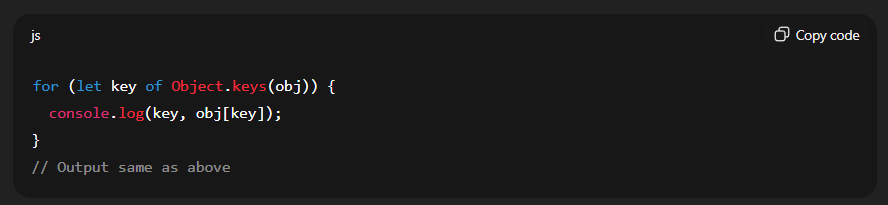 js
Copy code
for (let key of Object.keys(obj)) {
  console.log(key, obj[key]);
}
// Output same as above